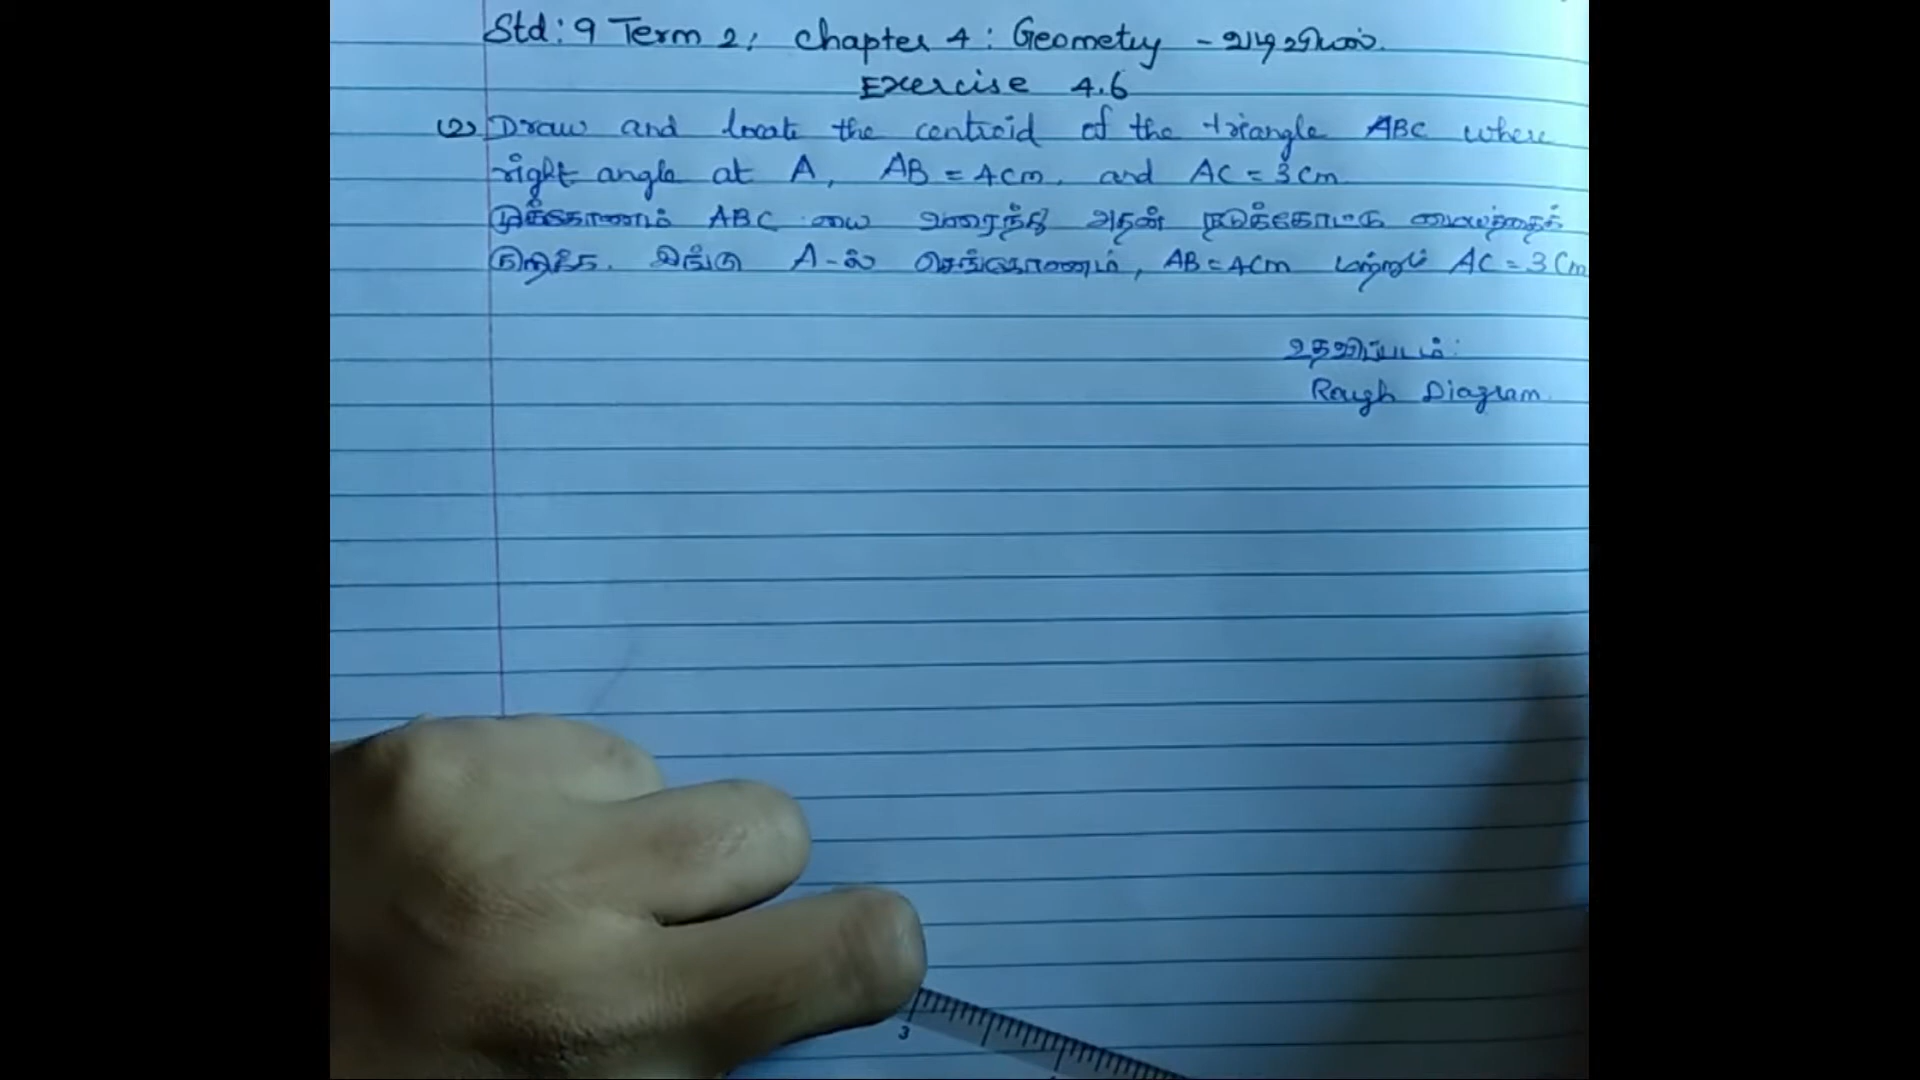 Std: 9 Term 2: Chapter 4: Geometry - வடிவியல்.
Exercise 4.6
(2) Draw and locate the centroid of the triangle ABC where
right angle at A, AB = 4cm. and AC = 3cm
முக்கோணம் ABC யை வரைந்து அதன் நடுக்கோட்டு மையத்தைக்
குறிக்க. இங்கு A-ல் செங்கோணம், AB = 4cm மற்றும் AC = 3cm
உதவிப்படம்:
Rough Diagram.
3